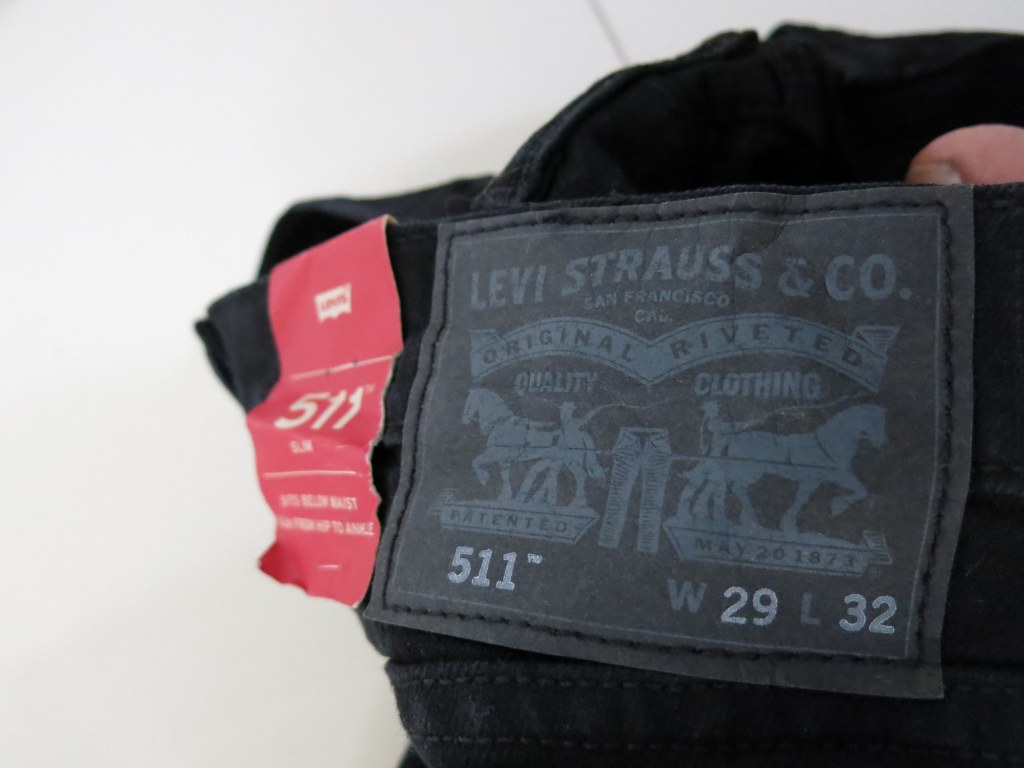 LEVI'S
511™
SLIM
SITS BELOW WAIST
FROM HIP TO ANKLE
LEVI STRAUSS & CO.
SAN FRANCISCO
CAL.
ORIGINAL RIVETED
QUALITY CLOTHING
PATENTED
MAY 20 1873
511™
W 29 L 32